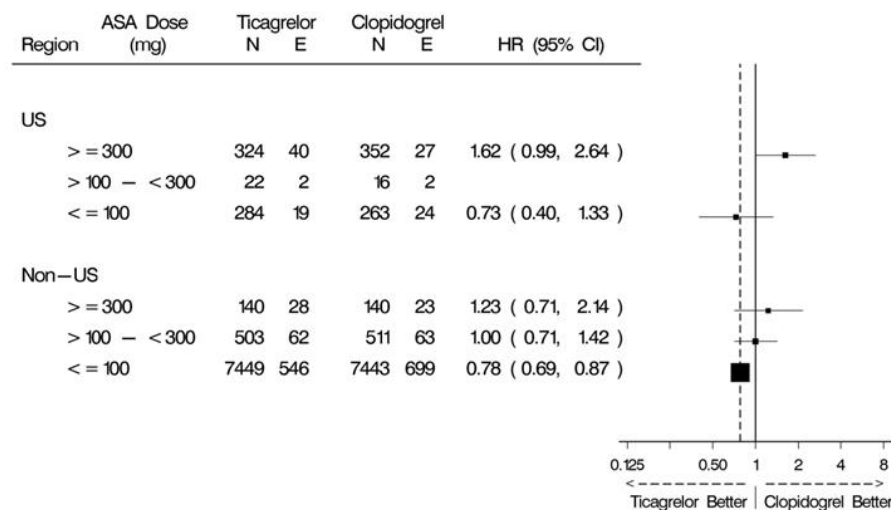 ASA Dose Ticagrelor Clopidogrel
Region (mg) N E N E HR (95% CI)
US
>=300 324 40 352 27 1.62 (0.99, 2.64)
>100 – <300 22 2 16 2
<=100 284 19 263 24 0.73 (0.40, 1.33)
Non–US
>=300 140 28 140 23 1.23 (0.71, 2.14)
>100 – <300 503 62 511 63 1.00 (0.71, 1.42)
<=100 7449 546 7443 699 0.78 (0.69, 0.87)
0.125 0.50 1 2 4 8
Ticagrelor Better Clopidogrel Better